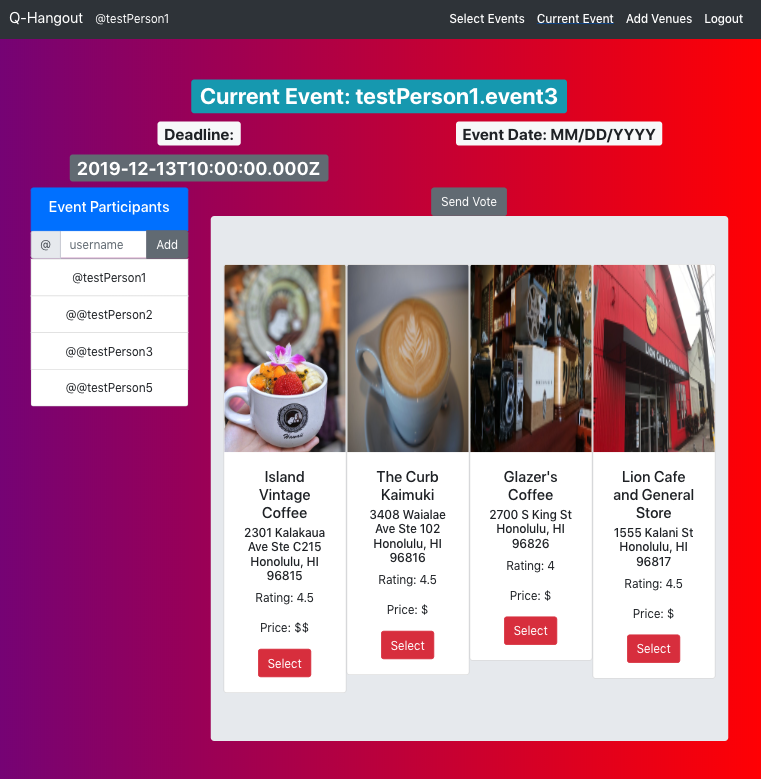 Q-Hangout @testPerson1 Select Events Current Event Add Venues Logout
Current Event: testPerson1.event3
Deadline: Event Date: MM/DD/YYYY
2019-12-13T10:00:00.000Z
Event Participants
@ username Add
@testPerson1
@@testPerson2
@@testPerson3
@@testPerson5
Send Vote
Hawaii
Island
Vintage
Coffee
2301 Kalakaua
Ave Ste C215
Honolulu, HI
96815
Rating: 4.5
Price: $$
Select
The Curb
Kaimuki
3408 Waialae
Ave Ste 102
Honolulu, HI
96816
Rating: 4.5
Price: $
Select
Glazer's
Coffee
2700 S King St
Honolulu, HI
96826
Rating: 4
Price: $
Select
LION CAFE & GENERAL
Lion Cafe
and General
Store
1555 Kalani St
Honolulu, HI
96817
Rating: 4.5
Price: $
Select